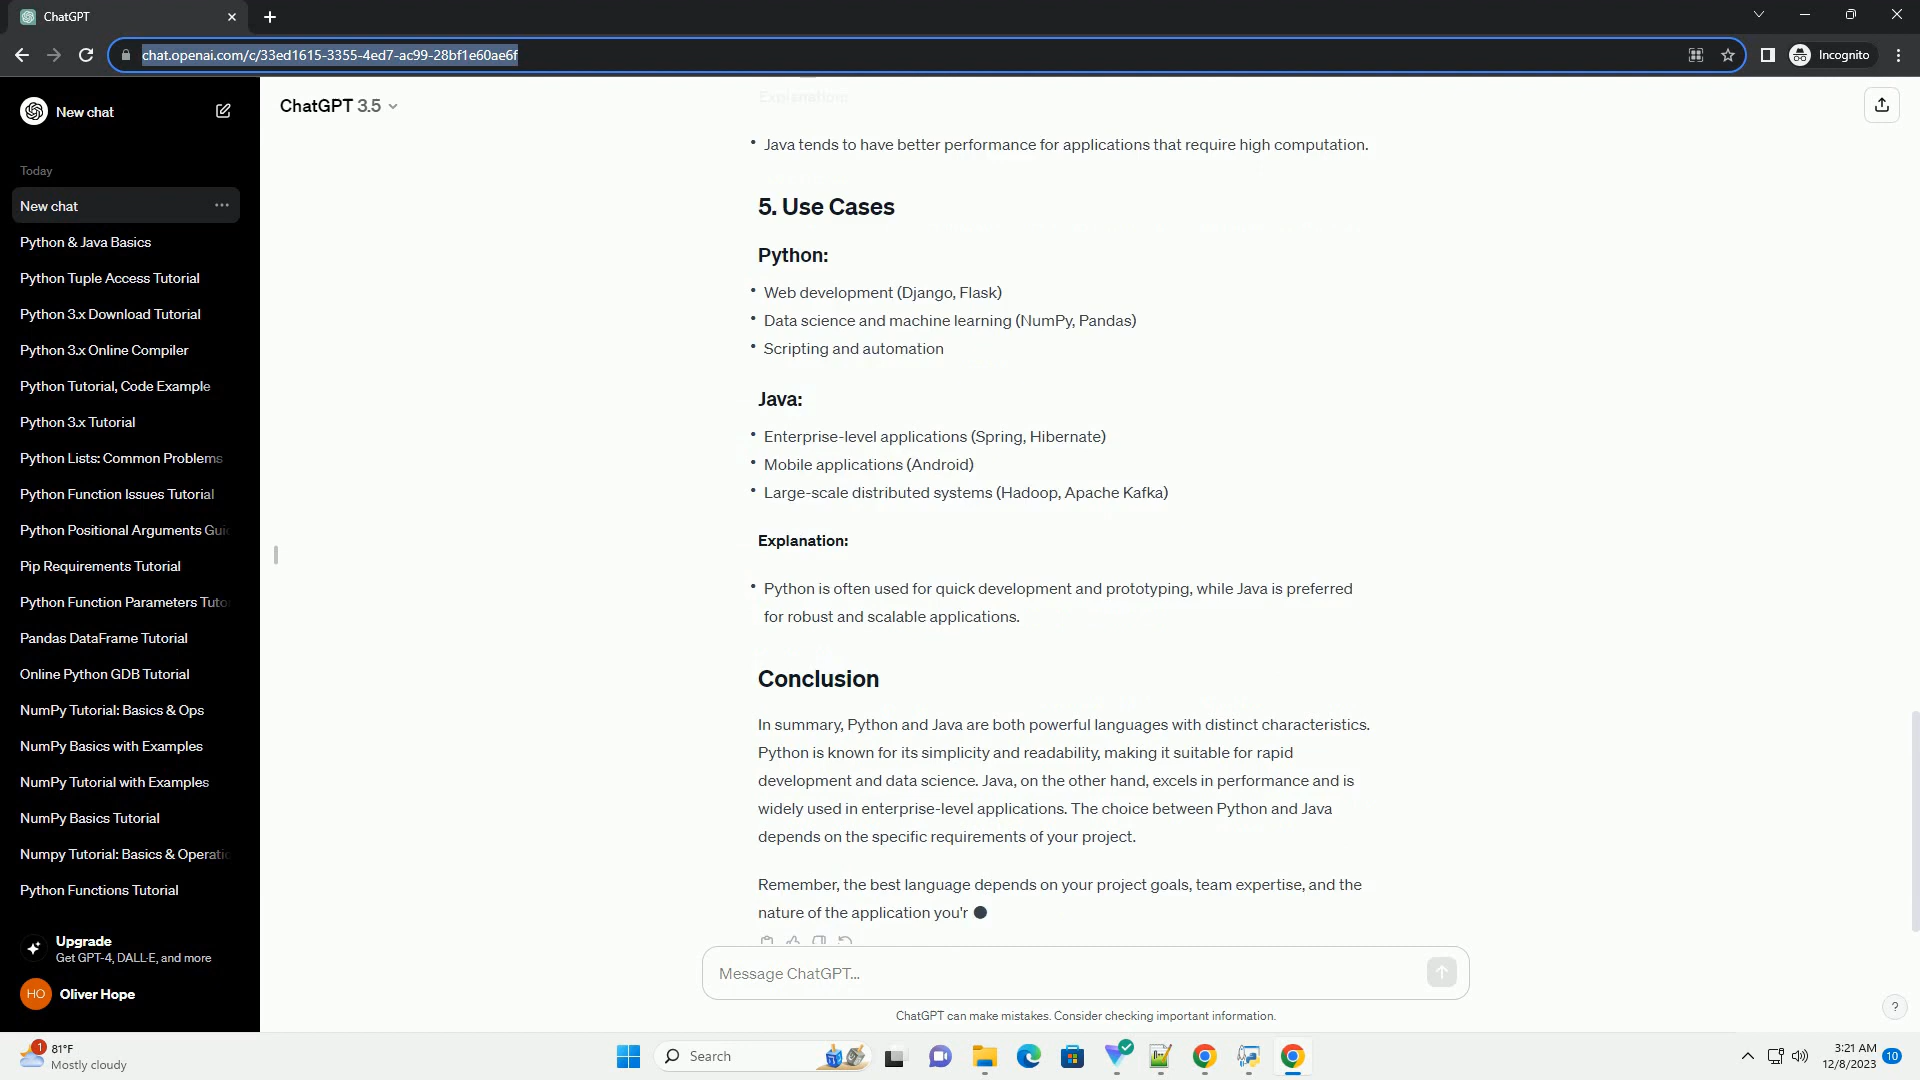 ChatGPT
chat.openai.com/c/33ed1615-3355-4ed7-ac99-28bf1e60ae6f
Incognito
New chat
Today
New chat
Python & Java Basics
Python Tuple Access Tutorial
Python 3.x Download Tutorial
Python 3.x Online Compiler
Python Tutorial, Code Example
Python 3.x Tutorial
Python Lists: Common Problems
Python Function Issues Tutorial
Python Positional Arguments Gui
Pip Requirements Tutorial
Python Function Parameters Tuto
Pandas DataFrame Tutorial
Online Python GDB Tutorial
NumPy Tutorial: Basics & Ops
NumPy Basics with Examples
NumPy Tutorial with Examples
NumPy Basics Tutorial
Numpy Tutorial: Basics & Operati
Python Functions Tutorial
Upgrade
Get GPT-4, DALL·E, and more
HO Oliver Hope
ChatGPT 3.5
Explanation:
• Java tends to have better performance for applications that require high computation.
5. Use Cases
Python:
• Web development (Django, Flask)
• Data science and machine learning (NumPy, Pandas)
• Scripting and automation
Java:
• Enterprise-level applications (Spring, Hibernate)
• Mobile applications (Android)
• Large-scale distributed systems (Hadoop, Apache Kafka)
Explanation:
• Python is often used for quick development and prototyping, while Java is preferred
for robust and scalable applications.
Conclusion
In summary, Python and Java are both powerful languages with distinct characteristics.
Python is known for its simplicity and readability, making it suitable for rapid
development and data science. Java, on the other hand, excels in performance and is
widely used in enterprise-level applications. The choice between Python and Java
depends on the specific requirements of your project.
Remember, the best language depends on your project goals, team expertise, and the
nature of the application you'r
Message ChatGPT...
ChatGPT can make mistakes. Consider checking important information.
?
1
81°F
Mostly cloudy
Search
3:21 AM
12/8/2023
10